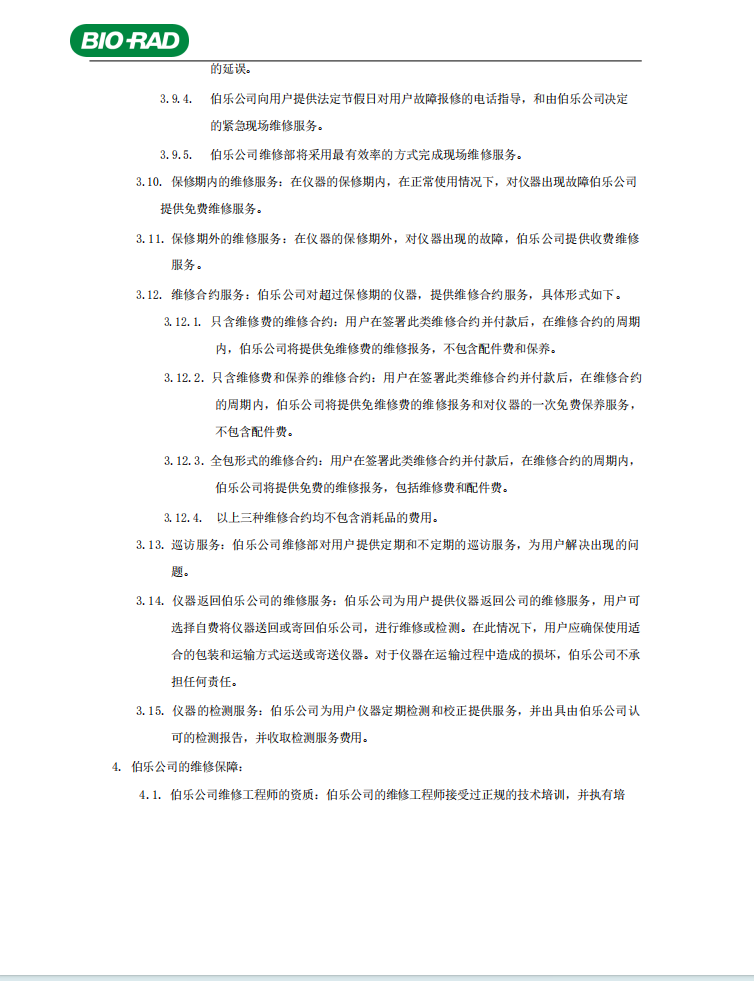 BIO-RAD
的延误。
3.9.4. 伯乐公司向用户提供法定节假日对用户故障报修的电话指导，和由伯乐公司决定
的紧急现场维修服务。
3.9.5. 伯乐公司维修部将采用最有效率的方式完成现场维修服务。
3.10. 保修期内的维修服务：在仪器的保修期内，在正常使用情况下，对仪器出现故障伯乐公司
提供免费维修服务。
3.11. 保修期外的维修服务：在仪器的保修期外，对仪器出现的故障，伯乐公司提供收费维修
服务。
3.12. 维修合约服务：伯乐公司对超过保修期的仪器，提供维修合约服务，具体形式如下。
3.12.1. 只含维修费的维修合约：用户在签署此类维修合约并付款后，在维修合约的周期
内，伯乐公司将提供免维修费的维修报务，不包含配件费和保养。
3.12.2. 只含维修费和保养的维修合约：用户在签署此类维修合约并付款后，在维修合约
的周期内，伯乐公司将提供免维修费的维修报务和对仪器的一次免费保养服务，
不包含配件费。
3.12.3. 全包形式的维修合约：用户在签署此类维修合约并付款后，在维修合约的周期内，
伯乐公司将提供免费的维修报务，包括维修费和配件费。
3.12.4. 以上三种维修合约均不包含消耗品的费用。
3.13. 巡访服务：伯乐公司维修部对用户提供定期和不定期的巡访服务，为用户解决出现的问
题。
3.14. 仪器返回伯乐公司的维修服务：伯乐公司为用户提供仪器返回公司的维修服务，用户可
选择自费将仪器送回或寄回伯乐公司，进行维修或检测。在此情况下，用户应确保使用适
合的包装和运输方式运送或寄送仪器。对于仪器在运输过程中造成的损坏，伯乐公司不承
担任何责任。
3.15. 仪器的检测服务：伯乐公司为用户仪器定期检测和校正提供服务，并出具由伯乐公司认
可的检测报告，并收取检测服务费用。
4. 伯乐公司的维修保障：
4.1. 伯乐公司维修工程师的资质：伯乐公司的维修工程师接受过正规的技术培训，并执有培